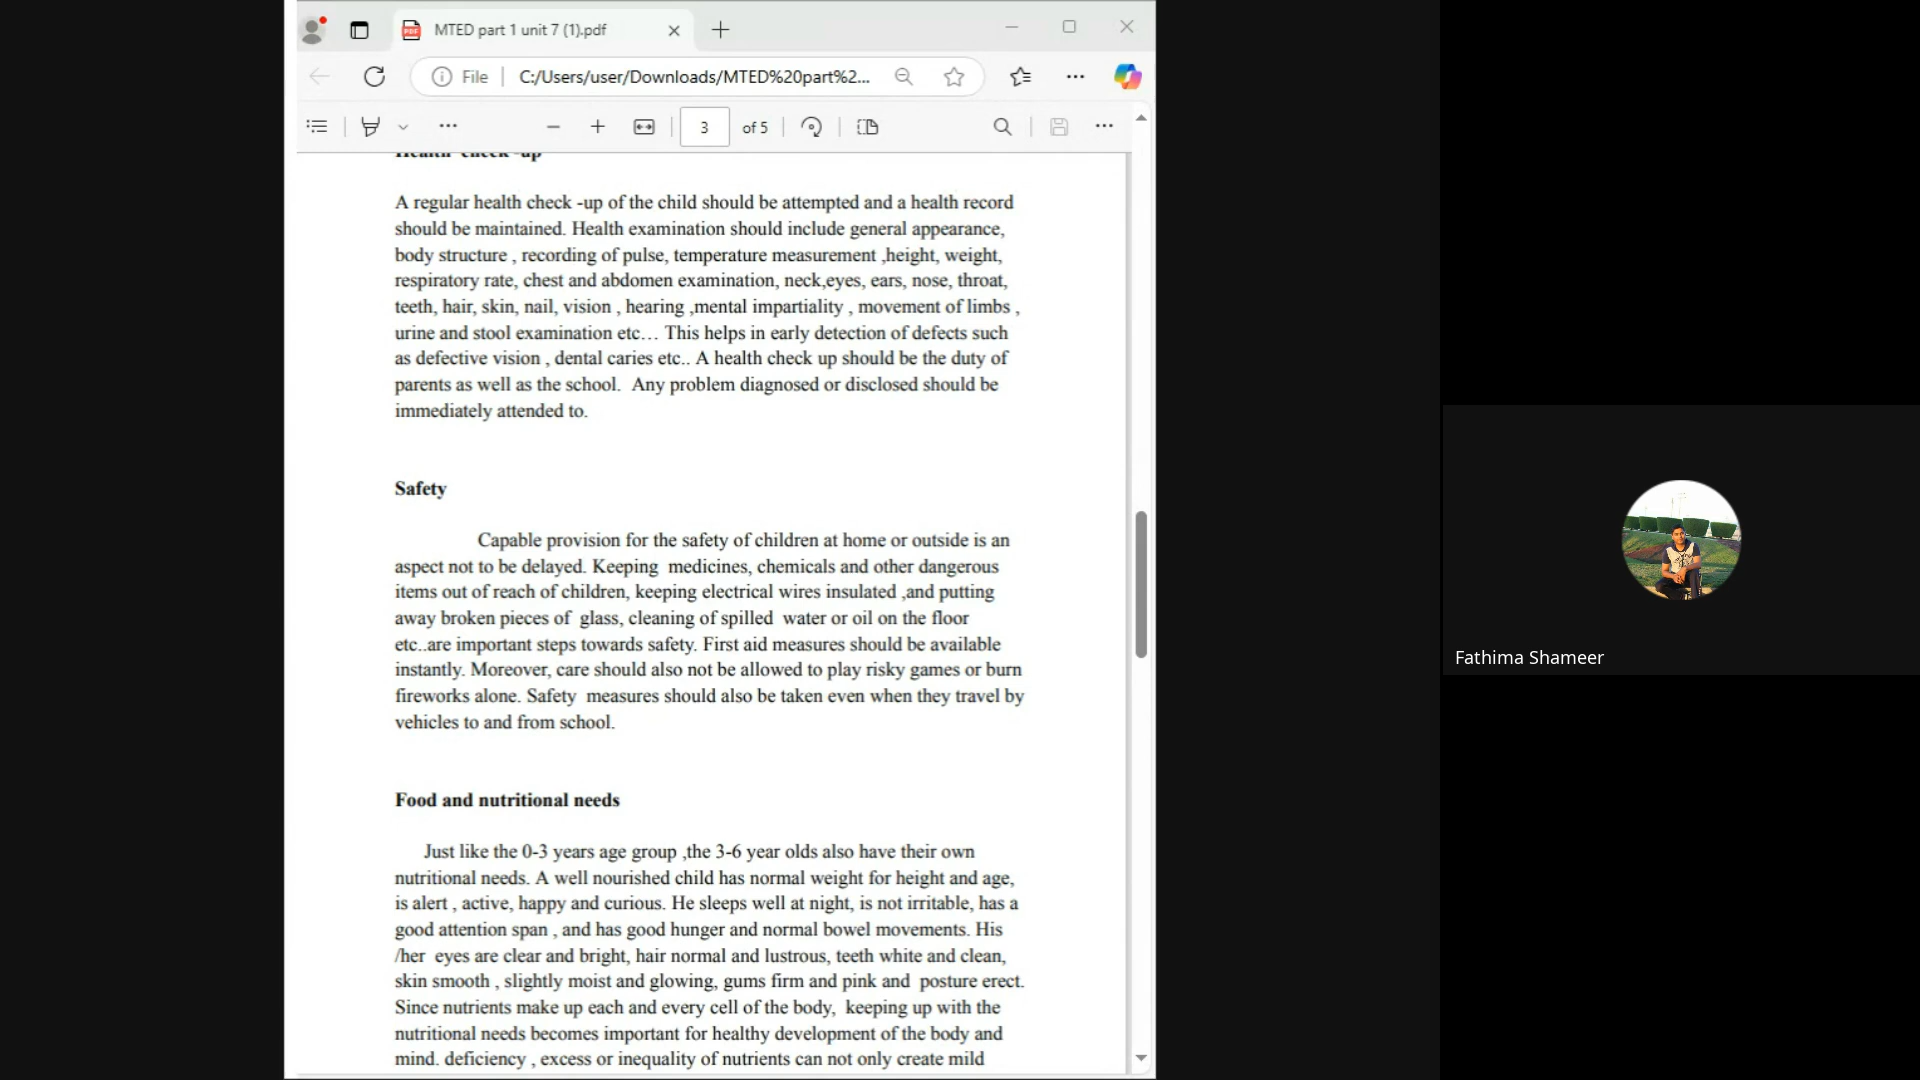 MTED part 1 unit 7 (1).pdf
File
C:/Users/user/Downloads/MTED%20part%2...
3 of 5
Health check -up
A regular health check -up of the child should be attempted and a health record
should be maintained. Health examination should include general appearance,
body structure , recording of pulse, temperature measurement ,height, weight,
respiratory rate, chest and abdomen examination, neck,eyes, ears, nose, throat,
teeth, hair, skin, nail, vision , hearing ,mental impartiality , movement of limbs ,
urine and stool examination etc… This helps in early detection of defects such
as defective vision , dental caries etc.. A health check up should be the duty of
parents as well as the school.  Any problem diagnosed or disclosed should be
immediately attended to.
Safety
Capable provision for the safety of children at home or outside is an
aspect not to be delayed. Keeping  medicines, chemicals and other dangerous
items out of reach of children, keeping electrical wires insulated ,and putting
away broken pieces of  glass, cleaning of spilled  water or oil on the floor
etc..are important steps towards safety. First aid measures should be available
instantly. Moreover, care should also not be allowed to play risky games or burn
fireworks alone. Safety  measures should also be taken even when they travel by
vehicles to and from school.
Food and nutritional needs
Just like the 0-3 years age group ,the 3-6 year olds also have their own
nutritional needs. A well nourished child has normal weight for height and age,
is alert , active, happy and curious. He sleeps well at night, is not irritable, has a
good attention span , and has good hunger and normal bowel movements. His
/her  eyes are clear and bright, hair normal and lustrous, teeth white and clean,
skin smooth , slightly moist and glowing, gums firm and pink and  posture erect.
Since nutrients make up each and every cell of the body,  keeping up with the
nutritional needs becomes important for healthy development of the body and
mind. deficiency , excess or inequality of nutrients can not only create mild
Fathima Shameer